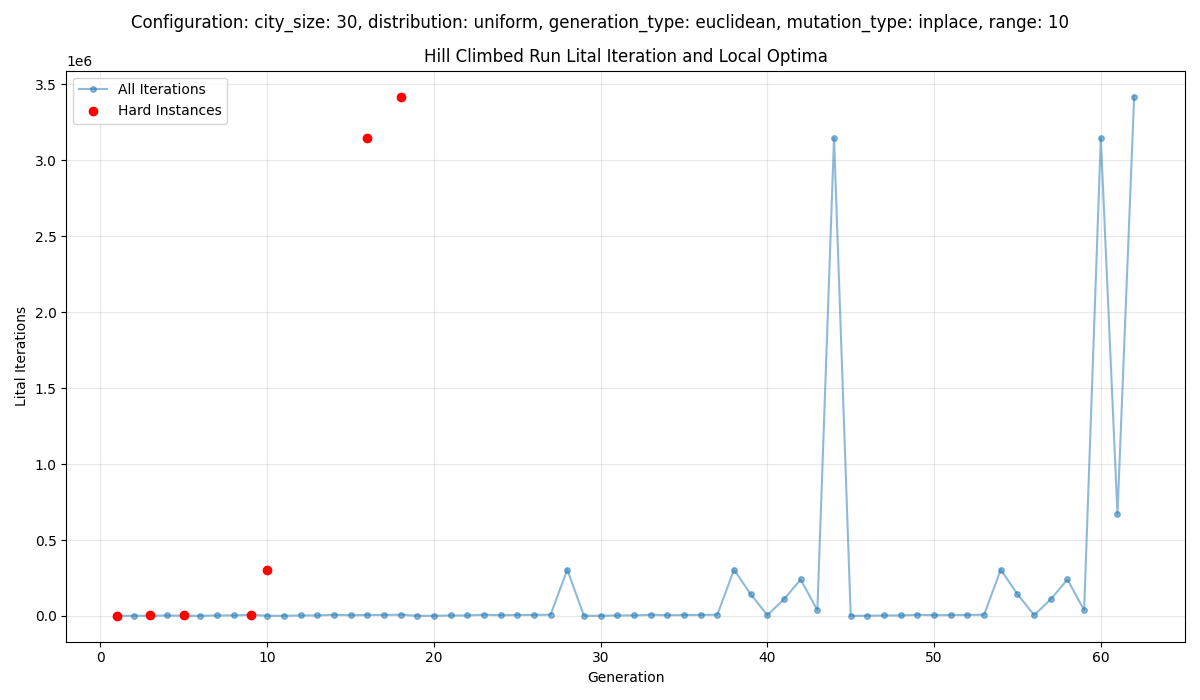 Configuration: city_size: 30, distribution: uniform, generation_type: euclidean, mutation_type: inplace, range: 10
Hill Climbed Run Lital Iteration and Local Optima
1e6
All Iterations
Hard Instances
3.5
3.0
2.5
2.0
1.5
1.0
0.5
0.0
Lital Iterations
0 10 20 30 40 50 60
Generation